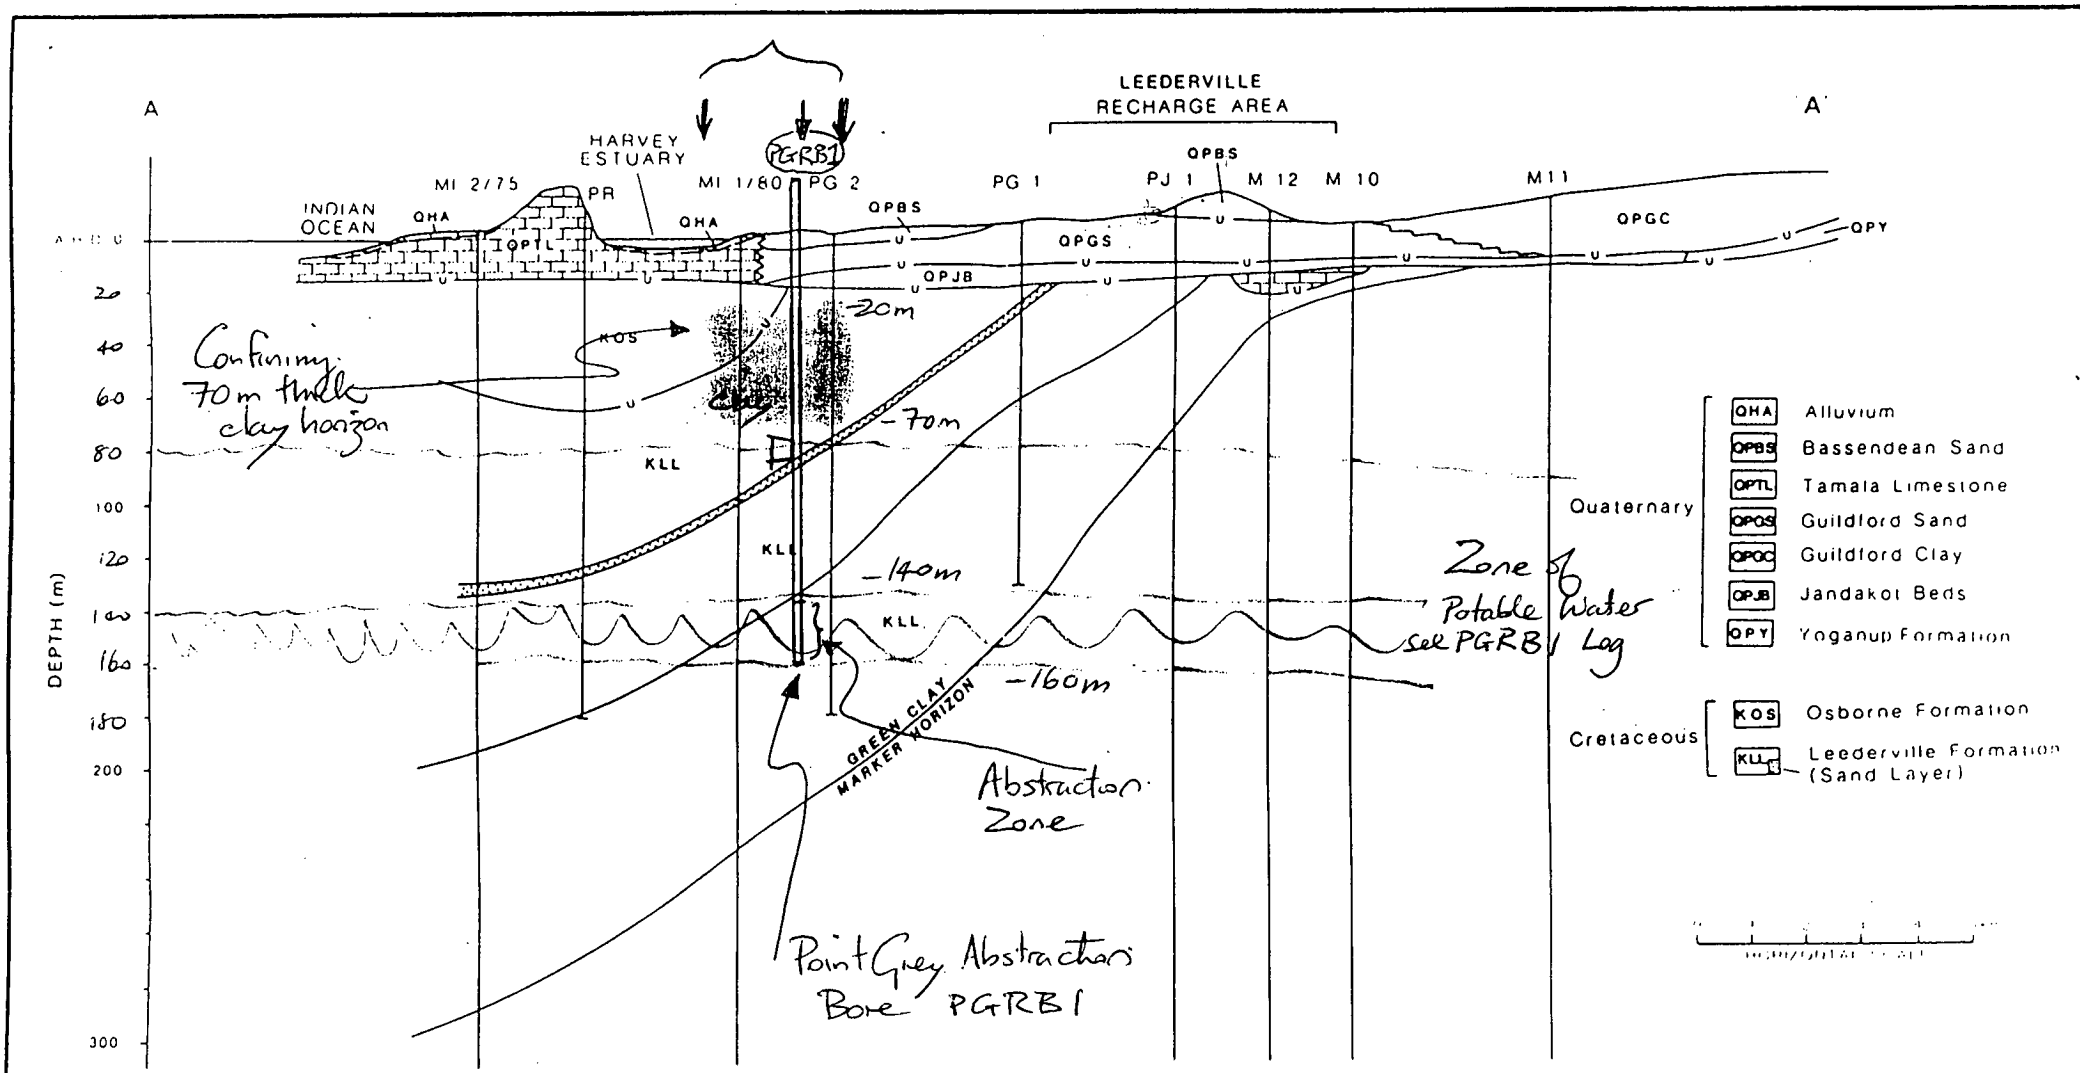 A
LEEDERVILLE
RECHARGE AREA
A'
HARVEY
ESTUARY
PGRB1
QPBS
MI 2/75
PR
MI 1/80
PG 2
PG 1
PJ 1
M 12
M 10
M11
INDIAN
OCEAN
QHA
QHA
QPBS
U
QPGC
A.H.D. 0
QPTL
U
QPGS
U
QPY
U
U
U
U
U
U
U
QPJB
U
U
U
20
-20m
U
KOS
Confining
70m thick
clay horizon
40
60
U
Clay
-70m
80
KLL
100
KLL
120
-140m
140
KLL
160
-160m
180
200
300
DEPTH (m)
Zone of
Potable Water
see PGRB1 Log
GREEN CLAY
MARKER HORIZON
Abstraction
Zone
Point Grey Abstraction
Bore PGRB1
Quaternary
QHA Alluvium
QPBS Bassendean Sand
QPTL Tamala Limestone
QPGS Guildford Sand
QPGC Guildford Clay
QPJB Jandakot Beds
QPY Yoganup Formation
Cretaceous
KOS Osborne Formation
KLL Leederville Formation
(Sand Layer)